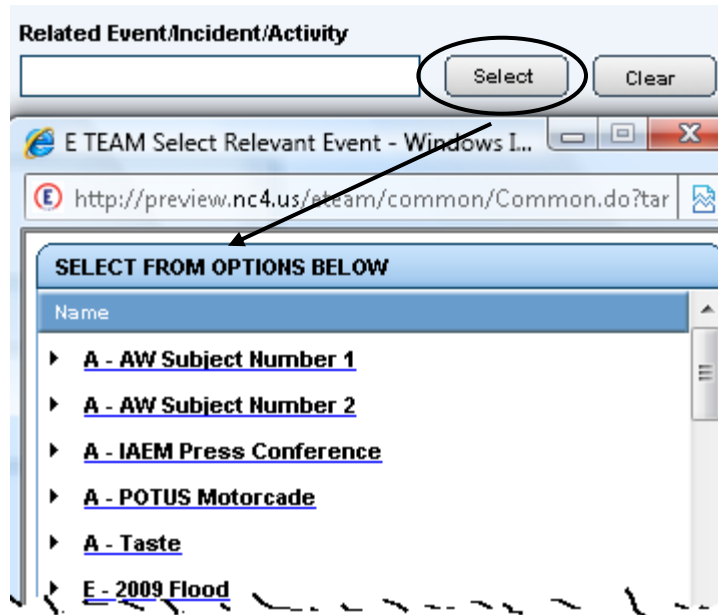 Related Event/Incident/Activity
Select Clear
E TEAM Select Relevant Event - Windows I...
http://preview.nc4.us/eteam/common/Common.do?tar
SELECT FROM OPTIONS BELOW
Name
A - AW Subject Number 1
A - AW Subject Number 2
A - IAEM Press Conference
A - POTUS Motorcade
A - Taste
E - 2009 Flood